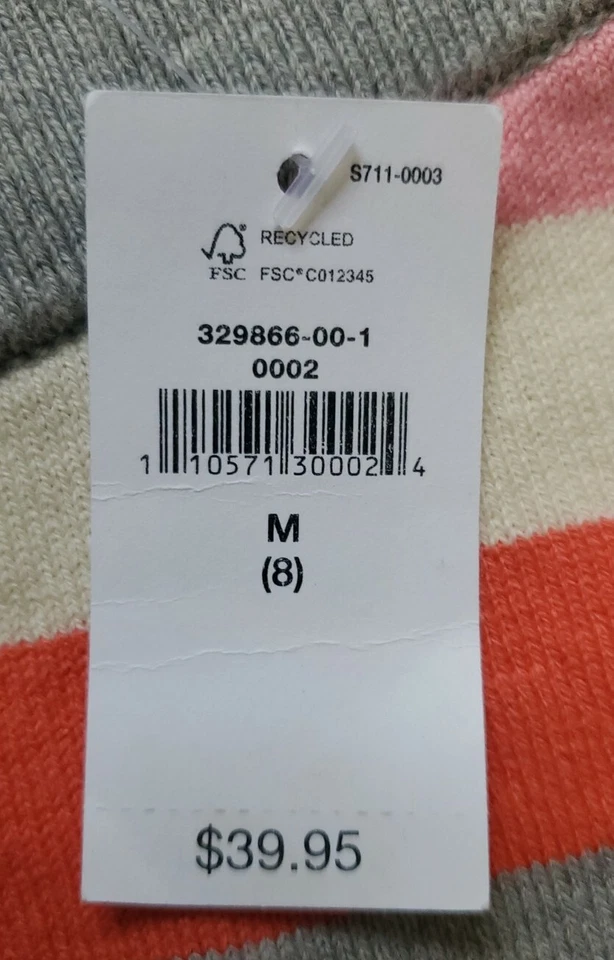 S711-0003
RECYCLED
FSC FSC® C012345
329866-00-1
0002
1 10571 30002 4
M
(8)
$39.95